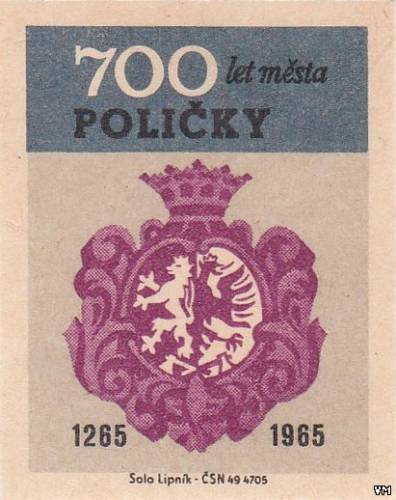 700 let města
POLIČKY
1265 1965
Solo Lipník - ČSN 49 4705
VM